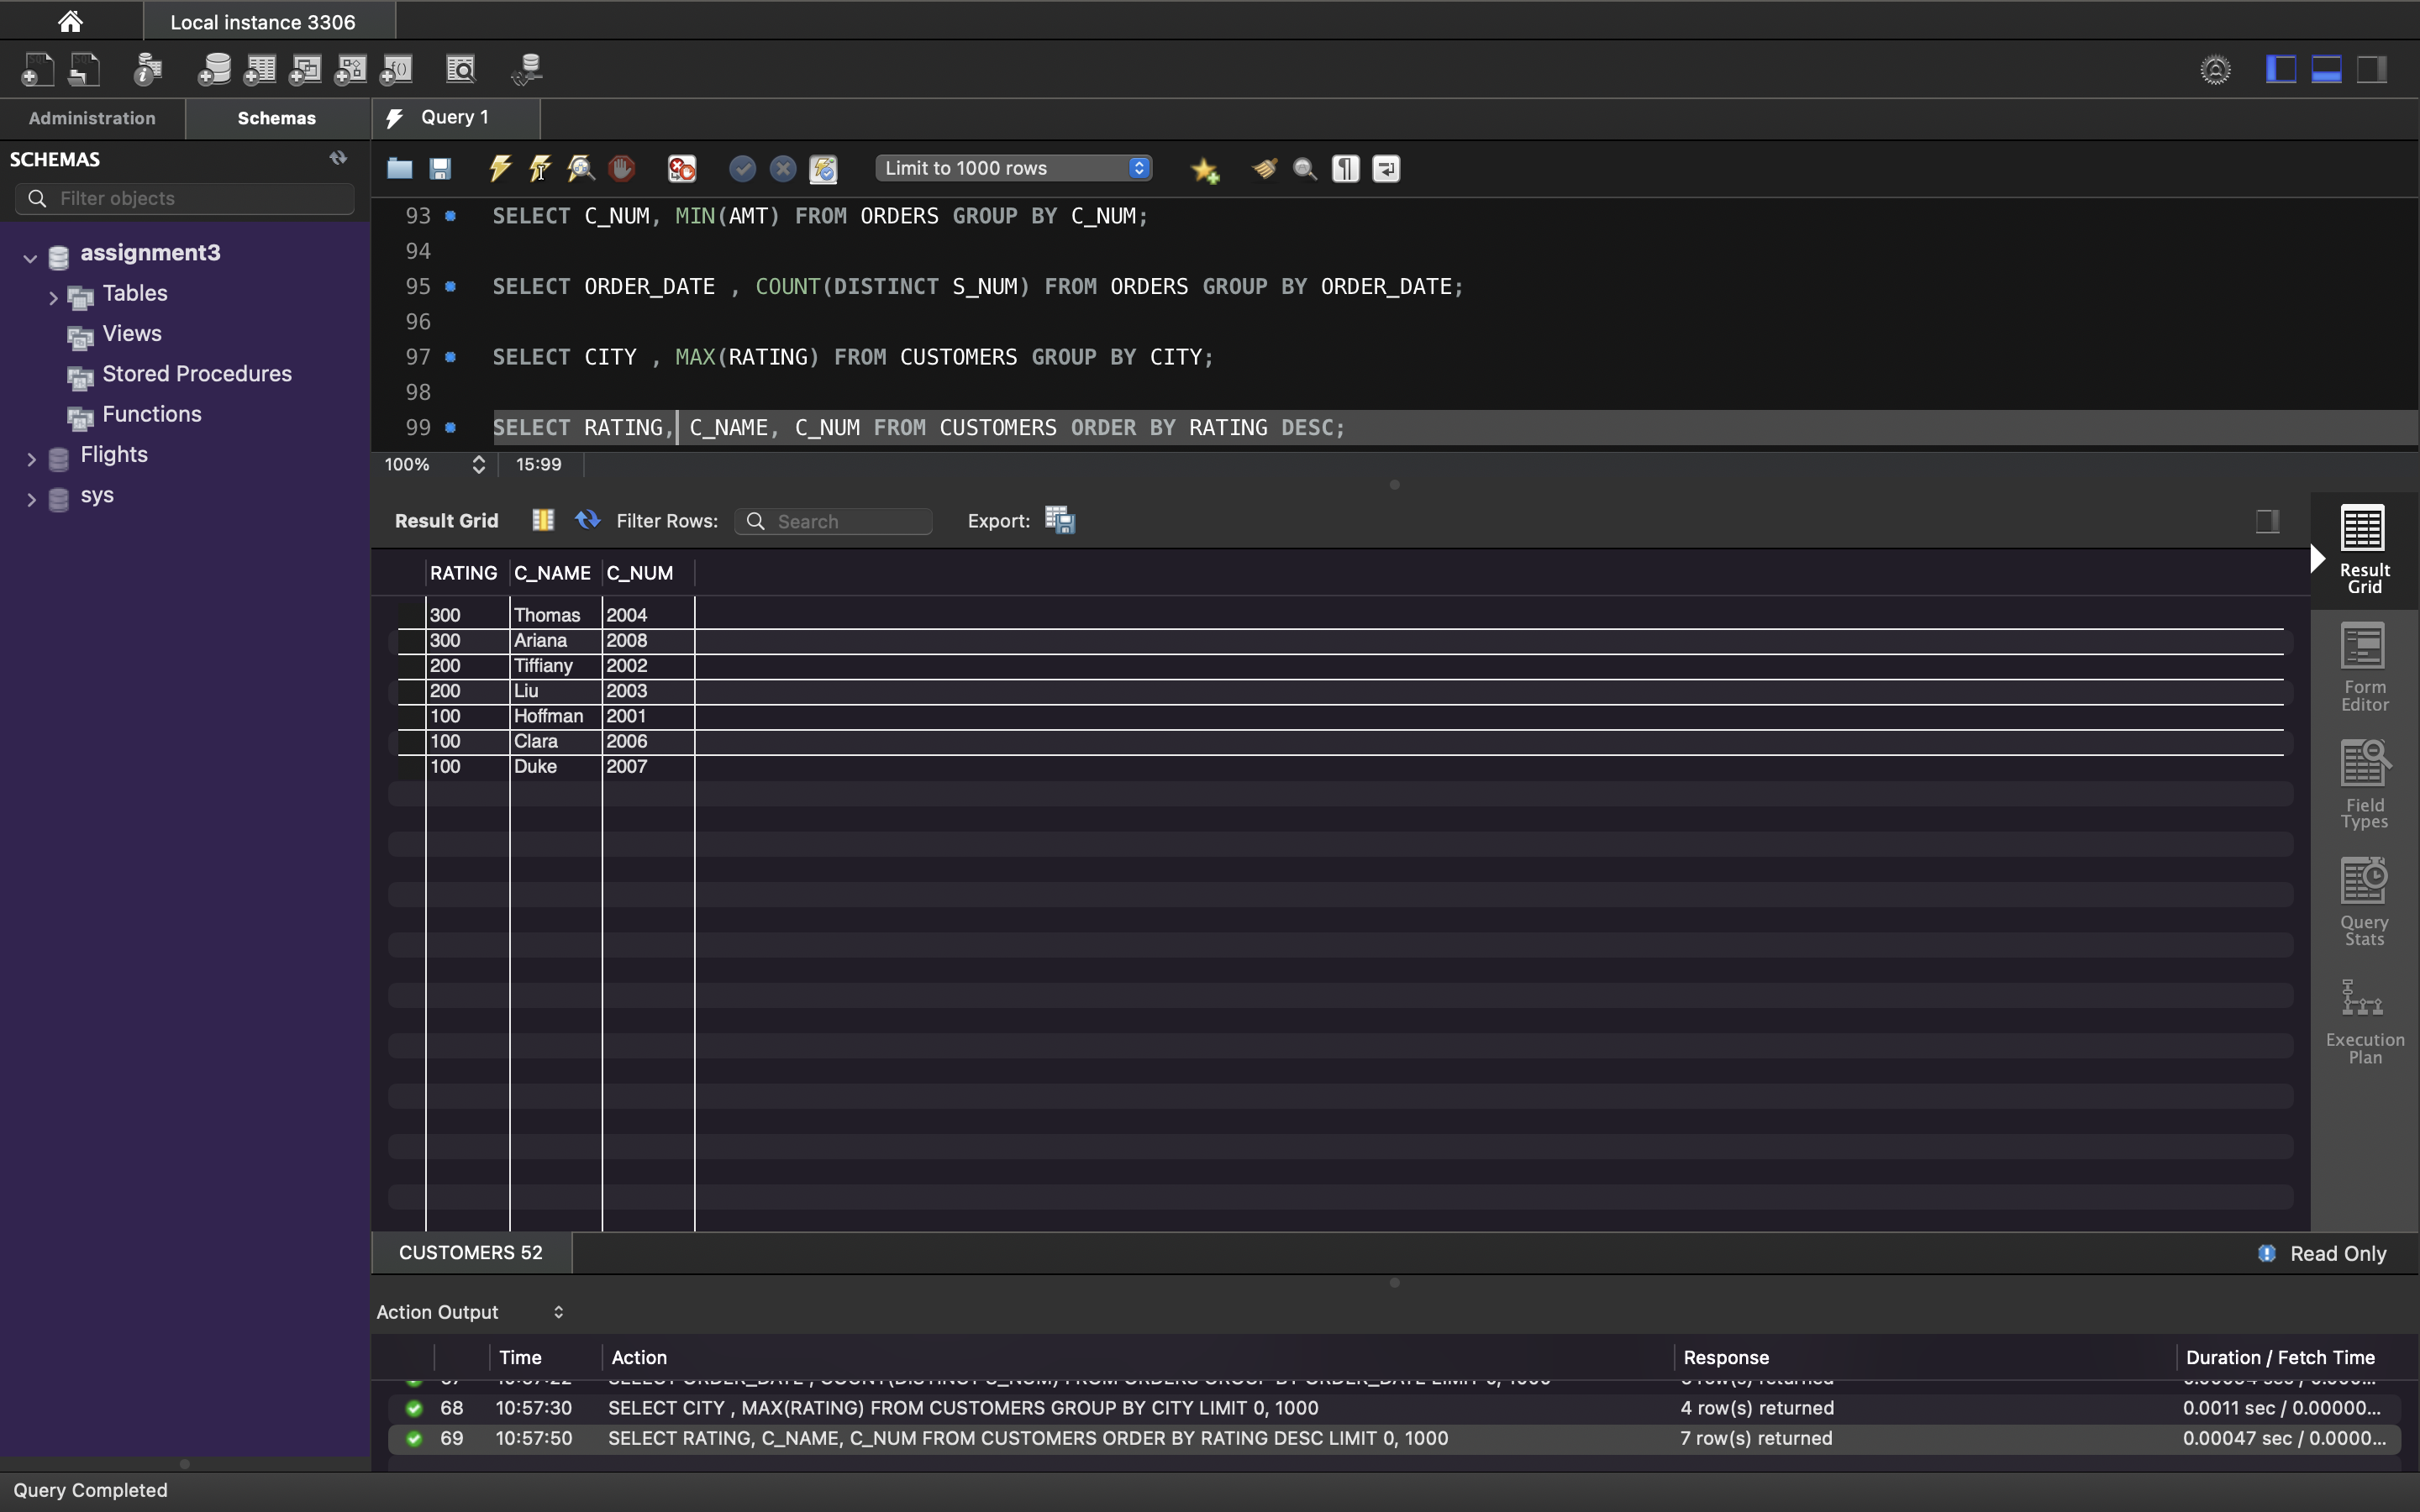 Local instance 3306
Administration
Schemas
Query 1
SCHEMAS
Filter objects
assignment3
Tables
Views
Stored Procedures
Functions
Flights
sys
Limit to 1000 rows
93 SELECT C_NUM, MIN(AMT) FROM ORDERS GROUP BY C_NUM;
94
95 SELECT ORDER_DATE , COUNT(DISTINCT S_NUM) FROM ORDERS GROUP BY ORDER_DATE;
96
97 SELECT CITY , MAX(RATING) FROM CUSTOMERS GROUP BY CITY;
98
99 SELECT RATING, C_NAME, C_NUM FROM CUSTOMERS ORDER BY RATING DESC;
100% 15:99
Result Grid Filter Rows: Search Export:
RATING C_NAME C_NUM
300 Thomas 2004
300 Ariana 2008
200 Tiffiany 2002
200 Liu 2003
100 Hoffman 2001
100 Clara 2006
100 Duke 2007
Result
Grid
Form
Editor
Field
Types
Query
Stats
Execution
Plan
CUSTOMERS 52
Read Only
Action Output
Time Action Response Duration / Fetch Time
68 10:57:30 SELECT CITY , MAX(RATING) FROM CUSTOMERS GROUP BY CITY LIMIT 0, 1000 4 row(s) returned 0.0011 sec / 0.00000...
69 10:57:50 SELECT RATING, C_NAME, C_NUM FROM CUSTOMERS ORDER BY RATING DESC LIMIT 0, 1000 7 row(s) returned 0.00047 sec / 0.0000...
Query Completed